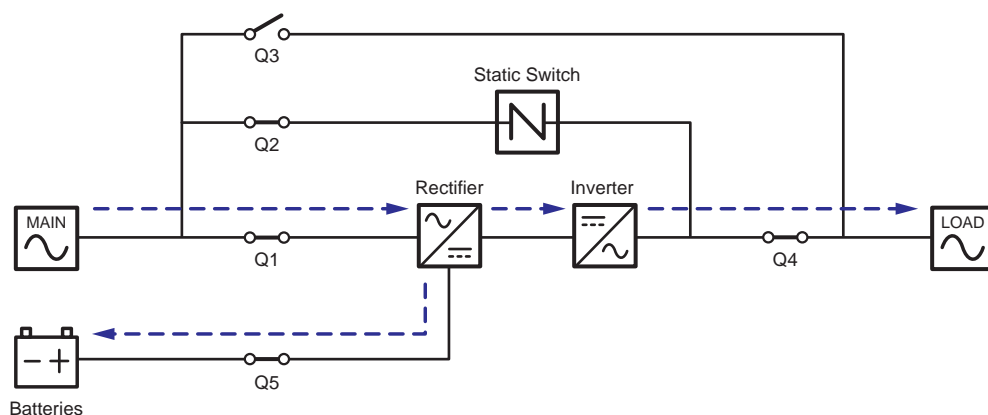 Q3
Static Switch
Q2
Rectifier
Inverter
MAIN
LOAD
Q1
Q4
Q5
Batteries